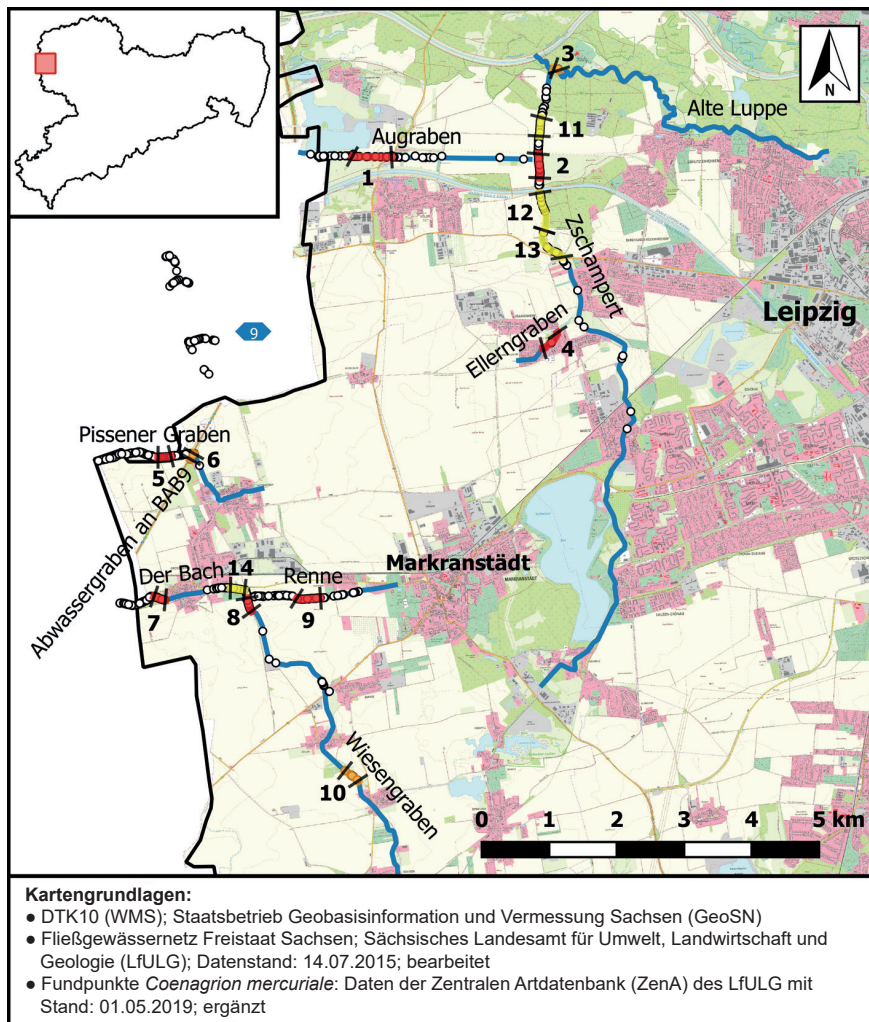 N
3
Alte Luppe
11
Augraben
2
1
12
Zschampert
13
9
Leipzig
Ellerngraben
4
Pissener Graben
5
6
Abwassergraben an BAB9
14
Der Bach
Renne
Markranstädt
MARKRANSTÄDT
7
8
9
Wiesengraben
10
0 1 2 3 4 5 km
Kartengrundlagen:
● DTK10 (WMS); Staatsbetrieb Geobasisinformation und Vermessung Sachsen (GeoSN)
● Fließgewässernetz Freistaat Sachsen; Sächsisches Landesamt für Umwelt, Landwirtschaft und
Geologie (LfULG); Datenstand: 14.07.2015; bearbeitet
● Fundpunkte Coenagrion mercuriale: Daten der Zentralen Artdatenbank (ZenA) des LfULG mit
Stand: 01.05.2019; ergänzt